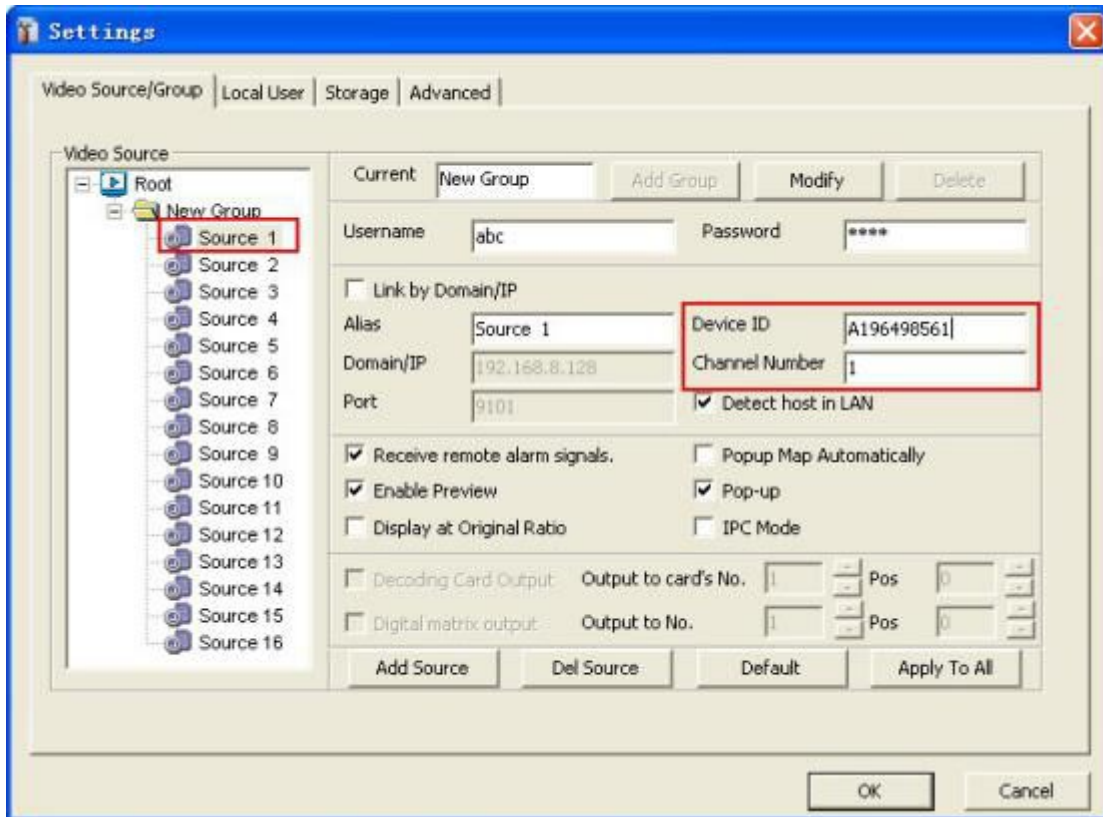 Settings
Video Source/Group Local User Storage Advanced
Video Source
Root
New Group
Source 1
Source 2
Source 3
Source 4
Source 5
Source 6
Source 7
Source 8
Source 9
Source 10
Source 11
Source 12
Source 13
Source 14
Source 15
Source 16
Current New Group Add Group Modify Delete
Username abc Password ****
Link by Domain/IP
Alias Source 1 Device ID A196498561
Domain/IP 192.168.8.128 Channel Number 1
Port 9101 Detect host in LAN
Receive remote alarm signals. Popup Map Automatically
Enable Preview Pop-up
Display at Original Ratio IPC Mode
Decoding Card Output Output to card's No. 1 Pos 0
Digital matrix output Output to No. 1 Pos 0
Add Source Del Source Default Apply To All
OK Cancel